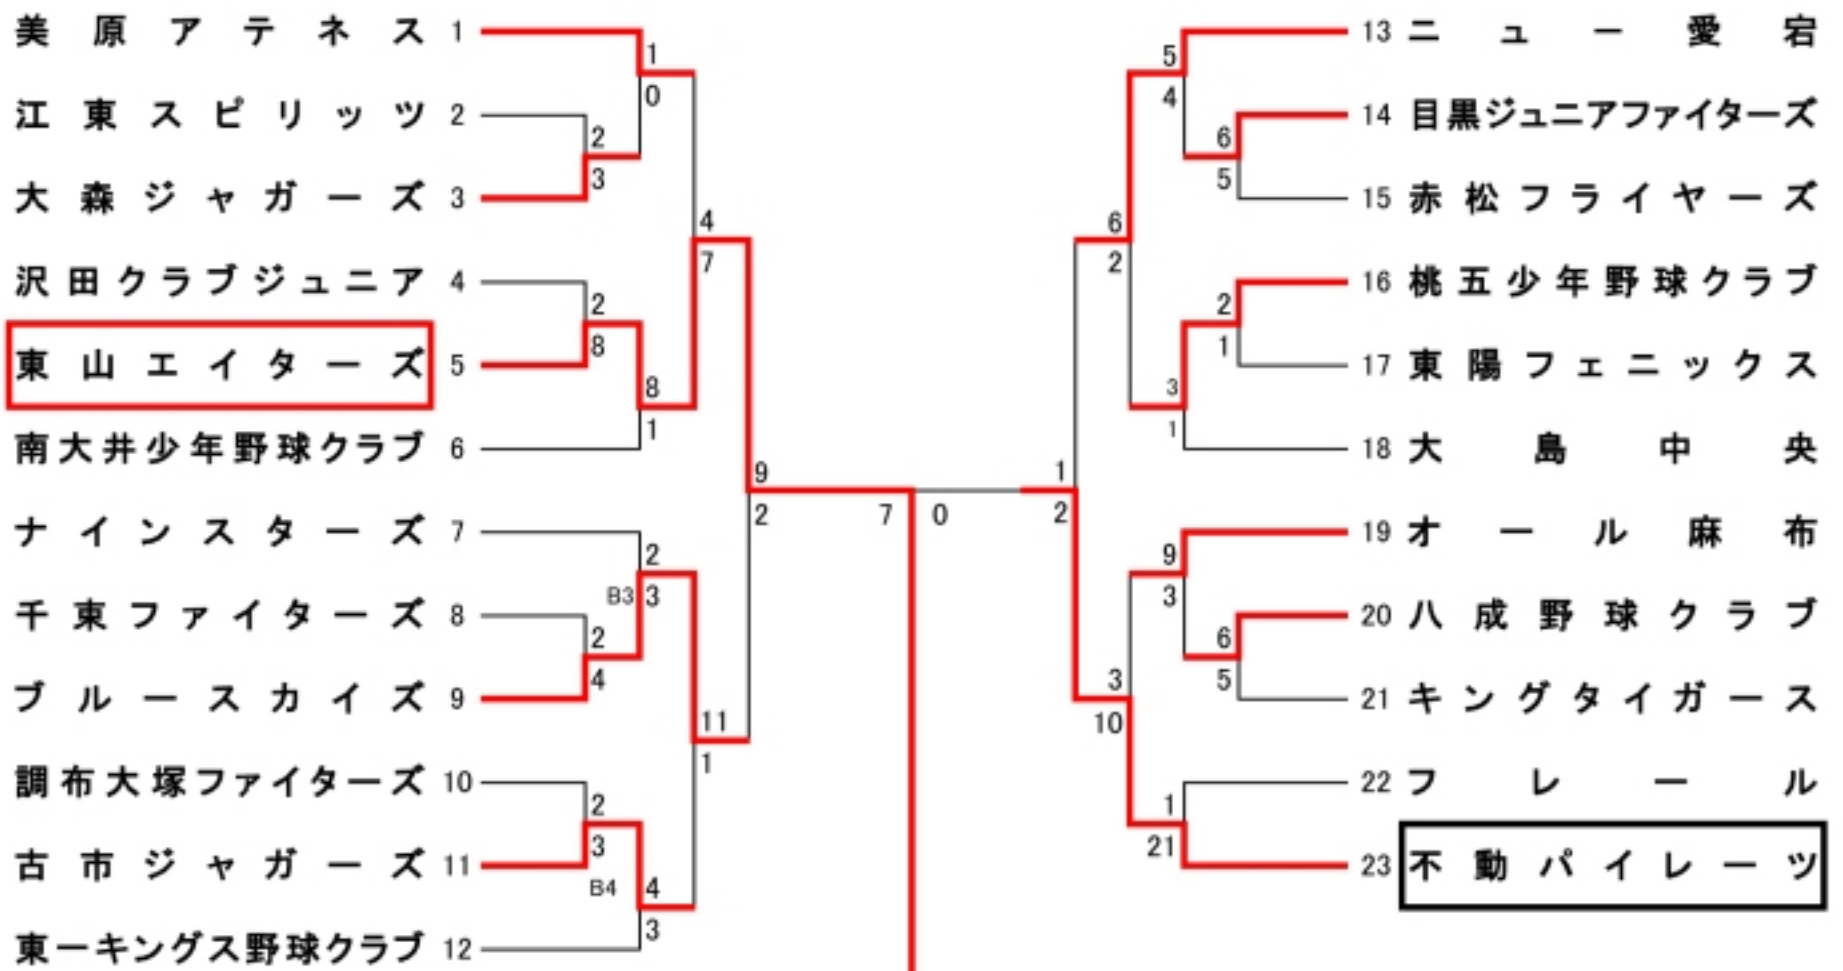 美原アテネス 1
江東スピリッツ 2
大森ジャガーズ 3
沢田クラブジュニア 4
東山エイターズ 5
南大井少年野球クラブ 6
ナインスターズ 7
千束ファイターズ 8
ブルースカイズ 9
調布大塚ファイターズ 10
古市ジャガーズ 11
東一キングス野球クラブ 12
1
0
2
3
4
7
2
8
8
1
9
2
2
B3 3
2
4
11
1
2
3
B4 4
3
7 0
5
4
6
5
6
2
2
1
3
1
1
2
9
3
6
5
3
10
1
21
13 ニュー愛宕
14 目黒ジュニアファイターズ
15 赤松フライヤーズ
16 桃五少年野球クラブ
17 東陽フェニックス
18 大島中央
19 オール麻布
20 八成野球クラブ
21 キングタイガース
22 フレール
23 不動パイレーツ